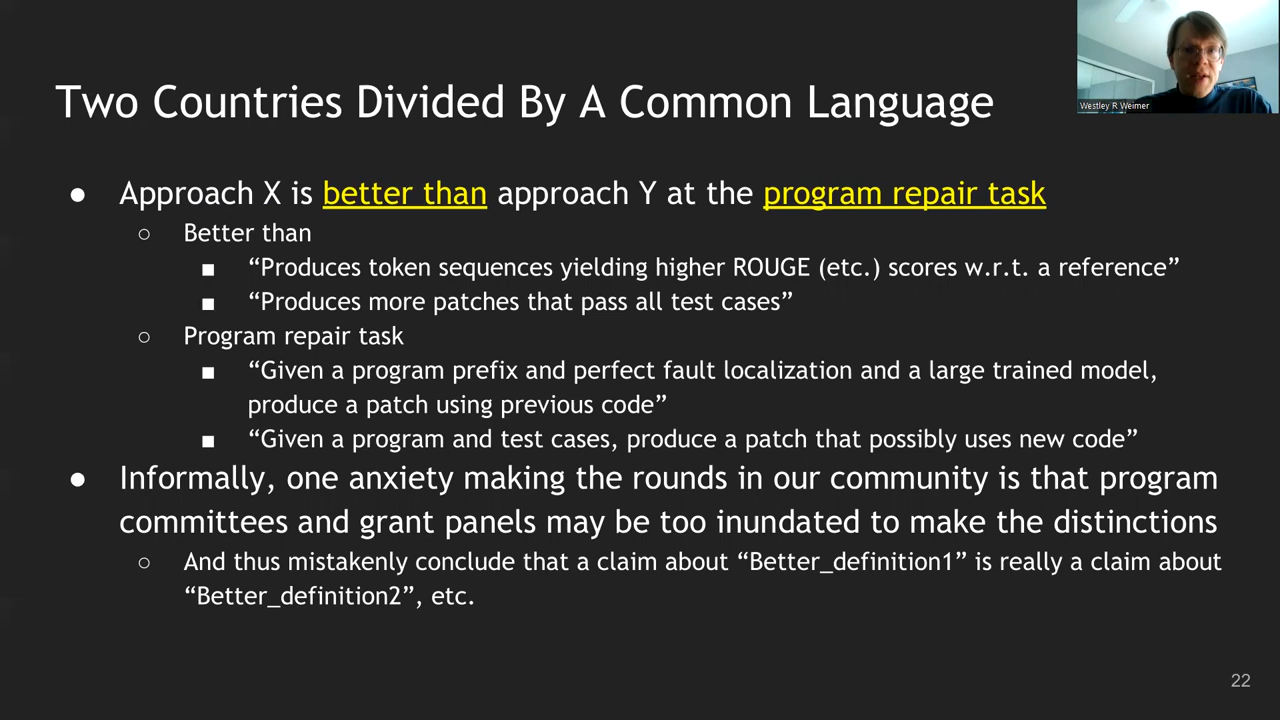 Two Countries Divided By A Common Language
Westley R Weimer
● Approach X is better than approach Y at the program repair task
○ Better than
■ “Produces token sequences yielding higher ROUGE (etc.) scores w.r.t. a reference”
■ “Produces more patches that pass all test cases”
○ Program repair task
■ “Given a program prefix and perfect fault localization and a large trained model,
produce a patch using previous code”
■ “Given a program and test cases, produce a patch that possibly uses new code”
● Informally, one anxiety making the rounds in our community is that program
committees and grant panels may be too inundated to make the distinctions
○ And thus mistakenly conclude that a claim about “Better_definition1” is really a claim about
“Better_definition2”, etc.
22